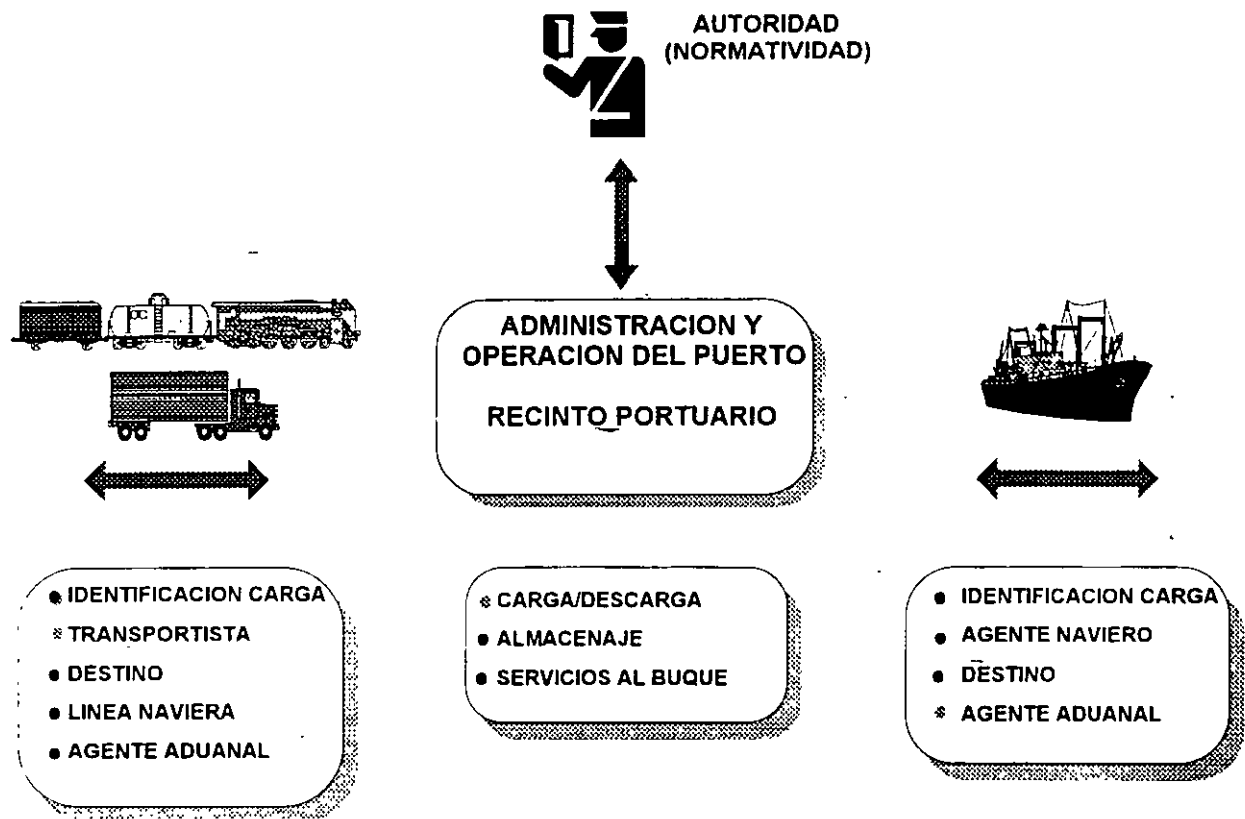 AUTORIDAD
(NORMATIVIDAD)
ADMINISTRACION Y
OPERACION DEL PUERTO
RECINTO PORTUARIO
● IDENTIFICACION CARGA
● TRANSPORTISTA
● DESTINO
● LINEA NAVIERA
● AGENTE ADUANAL
● CARGA/DESCARGA
● ALMACENAJE
● SERVICIOS AL BUQUE
● IDENTIFICACION CARGA
● AGENTE NAVIERO
● DESTINO
● AGENTE ADUANAL